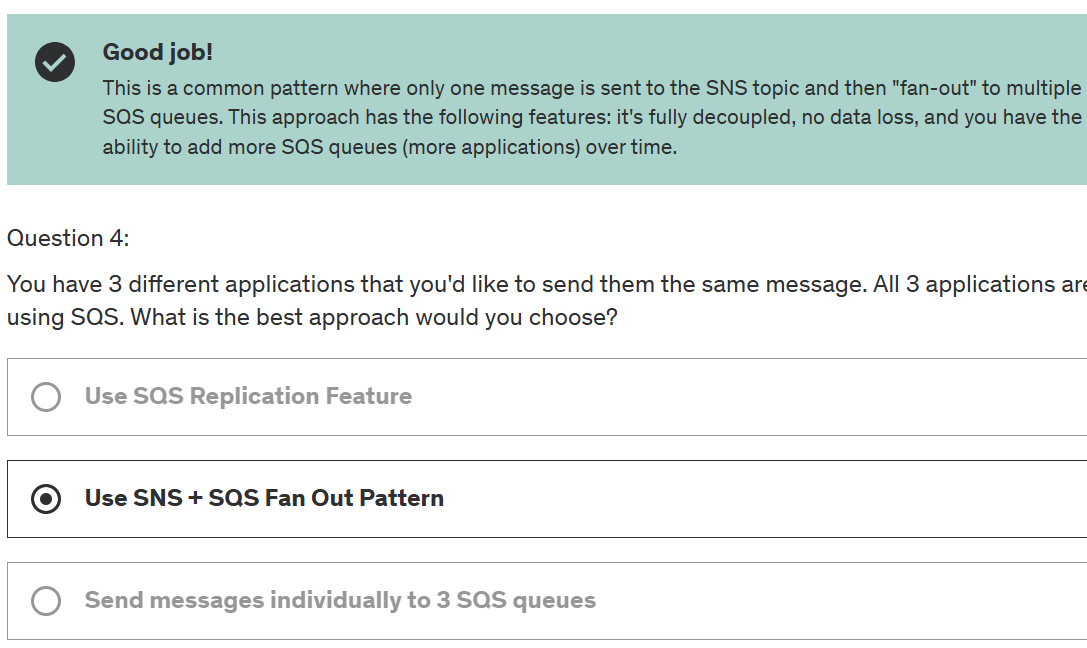 Good job!
This is a common pattern where only one message is sent to the SNS topic and then "fan-out" to multiple
SQS queues. This approach has the following features: it's fully decoupled, no data loss, and you have the
ability to add more SQS queues (more applications) over time.
Question 4:
You have 3 different applications that you'd like to send them the same message. All 3 applications are
using SQS. What is the best approach would you choose?
Use SQS Replication Feature
Use SNS + SQS Fan Out Pattern
Send messages individually to 3 SQS queues